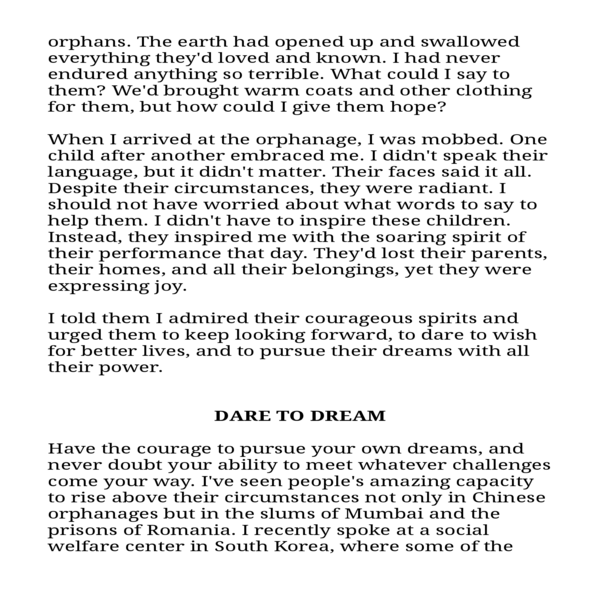 orphans. The earth had opened up and swallowed
everything they'd loved and known. I had never
endured anything so terrible. What could I say to
them? We'd brought warm coats and other clothing
for them, but how could I give them hope?
When I arrived at the orphanage, I was mobbed. One
child after another embraced me. I didn't speak their
language, but it didn't matter. Their faces said it all.
Despite their circumstances, they were radiant. I
should not have worried about what words to say to
help them. I didn't have to inspire these children.
Instead, they inspired me with the soaring spirit of
their performance that day. They'd lost their parents,
their homes, and all their belongings, yet they were
expressing joy.
I told them I admired their courageous spirits and
urged them to keep looking forward, to dare to wish
for better lives, and to pursue their dreams with all
their power.
DARE TO DREAM
Have the courage to pursue your own dreams, and
never doubt your ability to meet whatever challenges
come your way. I've seen people's amazing capacity
to rise above their circumstances not only in Chinese
orphanages but in the slums of Mumbai and the
prisons of Romania. I recently spoke at a social
welfare center in South Korea, where some of the